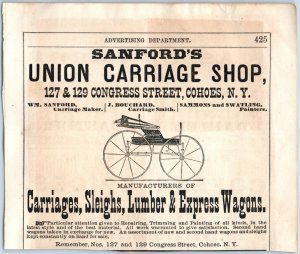 ADVERTISING DEPARTMENT. 425
SANFORD'S
UNION CARRIAGE SHOP,
127 & 129 CONGRESS STREET, COHOES, N. Y.
WM. SANFORD, | J. BOUCHARD, | SAMMONS and SWATLING,
Carriage Maker. | Carriage Smith. | Painters.
MANUFACTURERS OF
Carriages, Sleighs, Lumber & Express Wagons.
Particular attention given to Repairing, Trimming and Painting of all kinds, in the
latest style and of the best material. All work warranted to give satisfaction. Second hand
wagons taken in exchange for new. An assortment of new and second hand wagons and sleighs
kept constantly on hand for sale.
Remember, Nos. 127 and 129 Congress Street, Cohoes, N. Y.